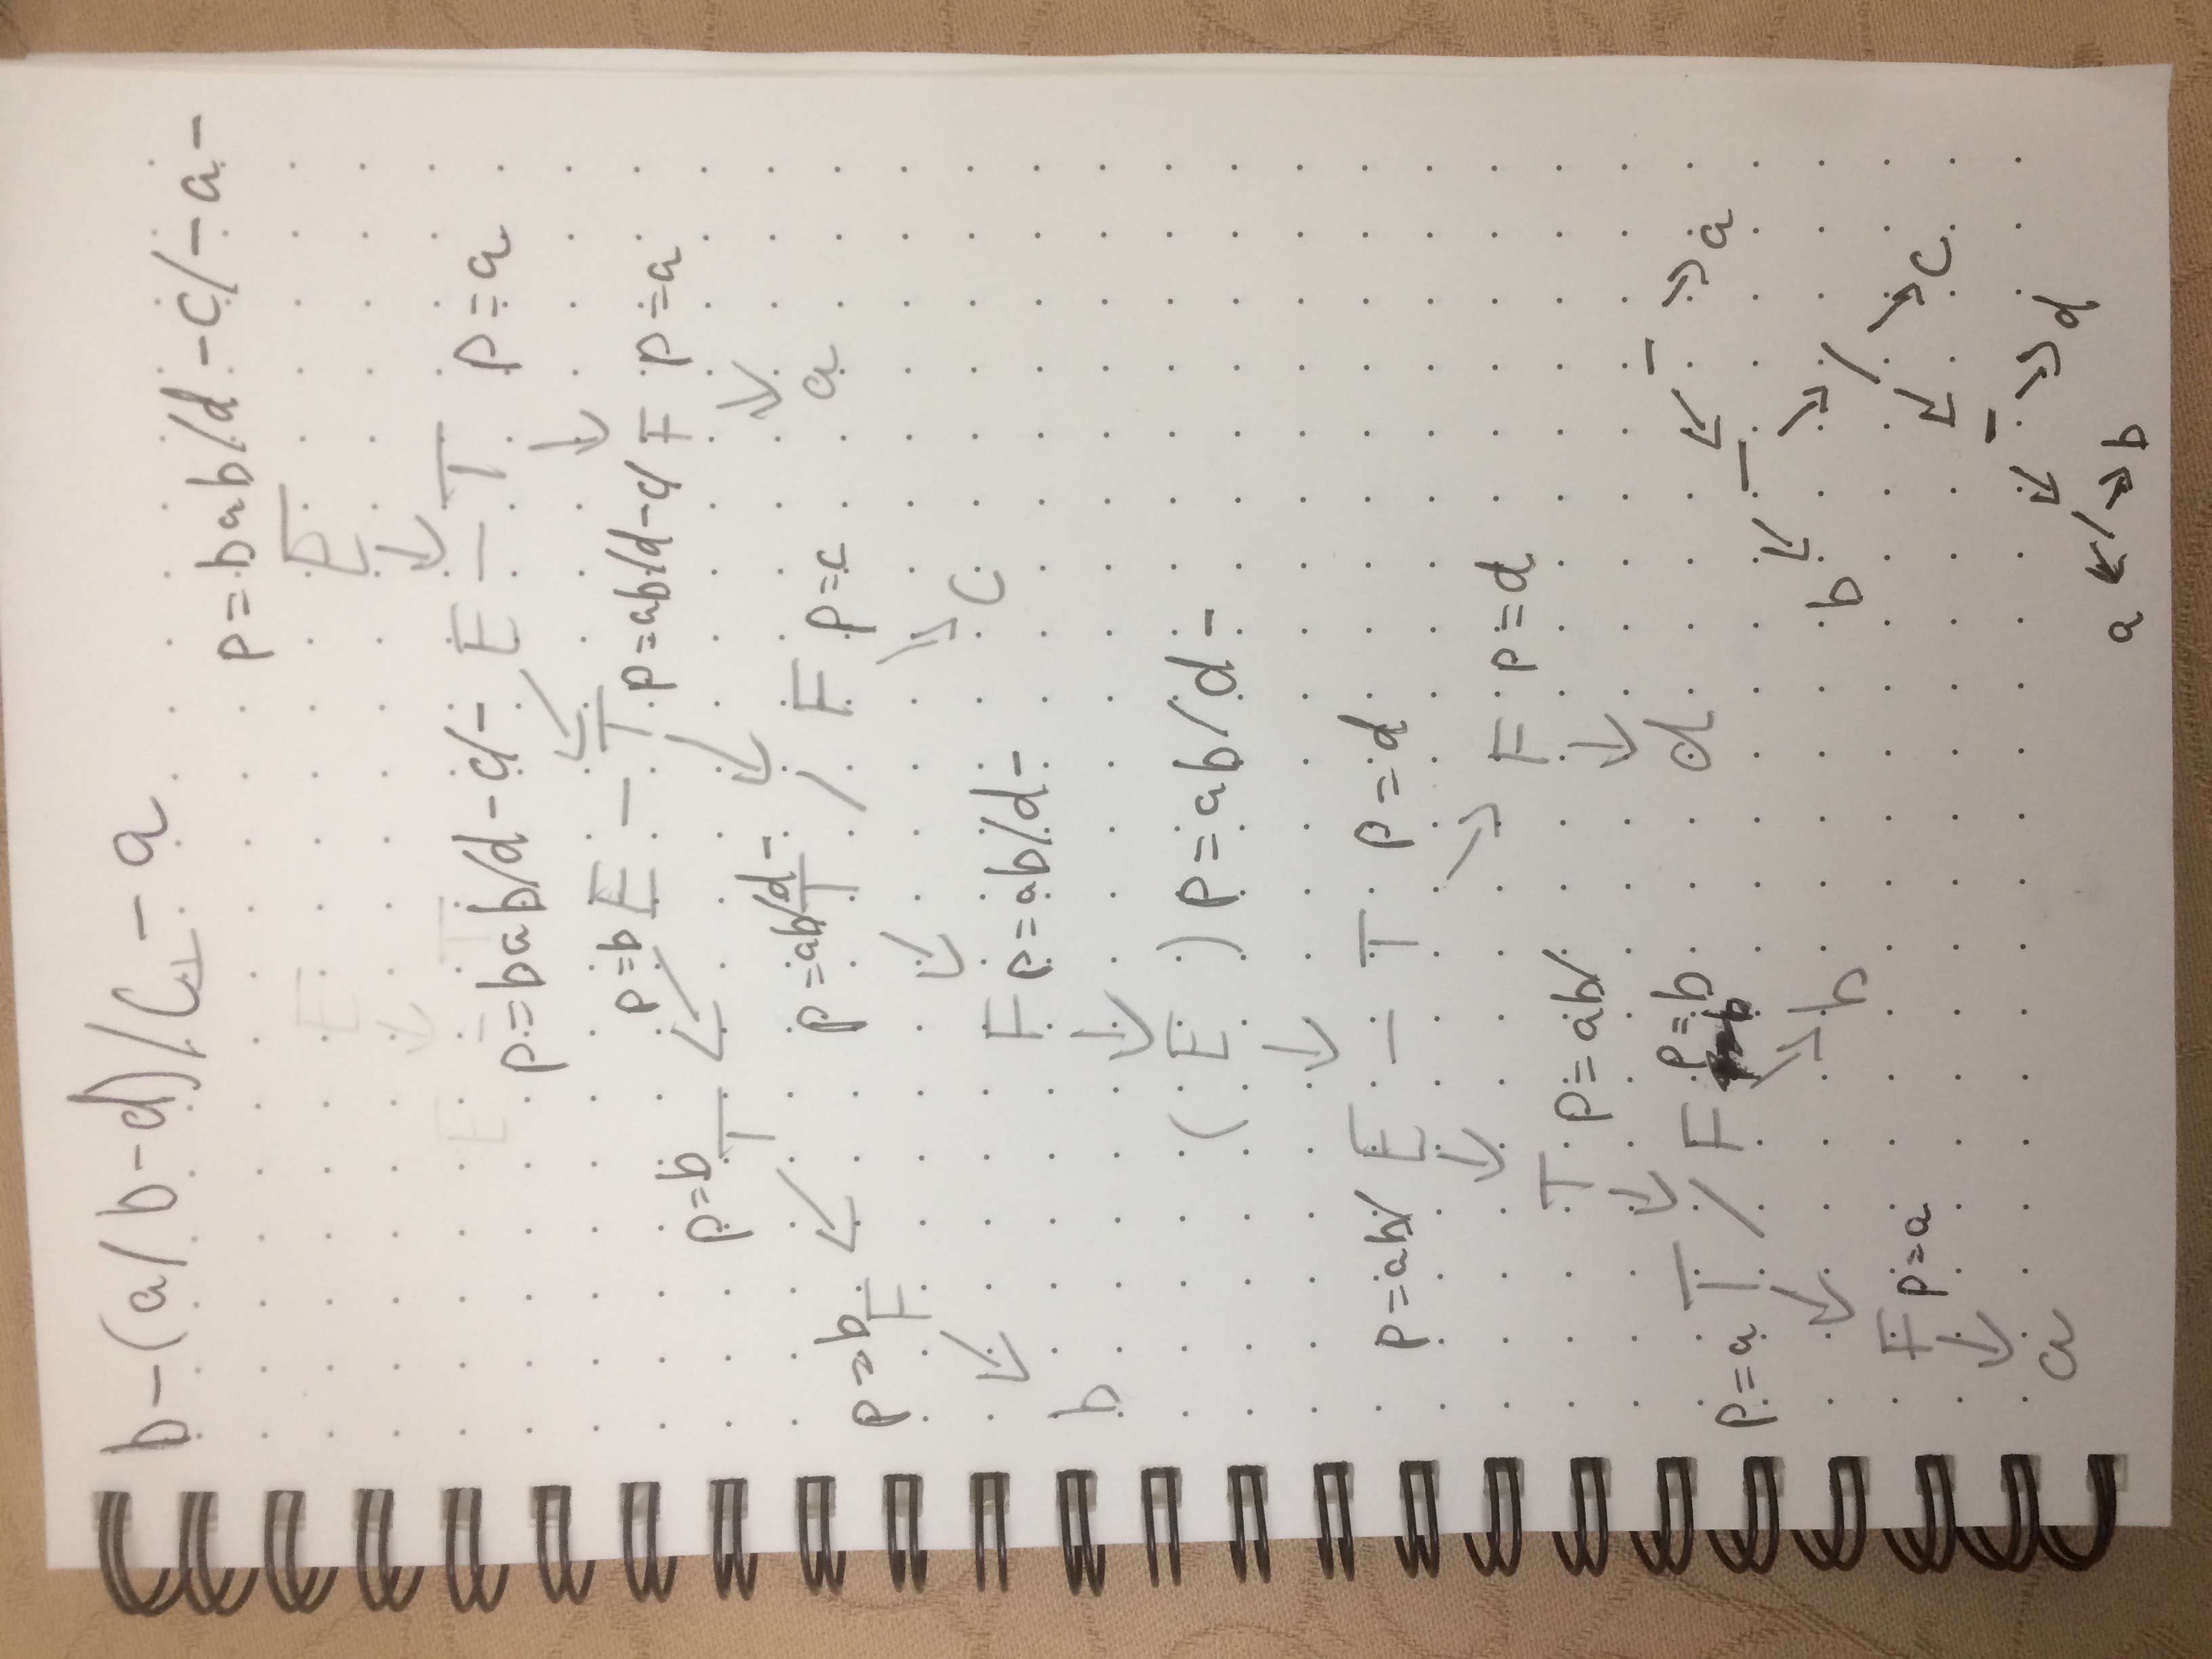 b-(a/b-d)/c-a
p=bab/d-c/-a-
E
E
E - T
p=bab/d-c/- E - T p=a
p=b E - T p=ab/d-c/ F p=a
p=b T
p=ab/d- T / F p=c a
p=b F
F p=ab/d- c
b
( E ) p=ab/d-
p=ab/ E - T p=d
F p=d
T p=ab/
d
p=a T / F p=b
b
F p=a
a
- a
-
b
/
c
-
d
a / b